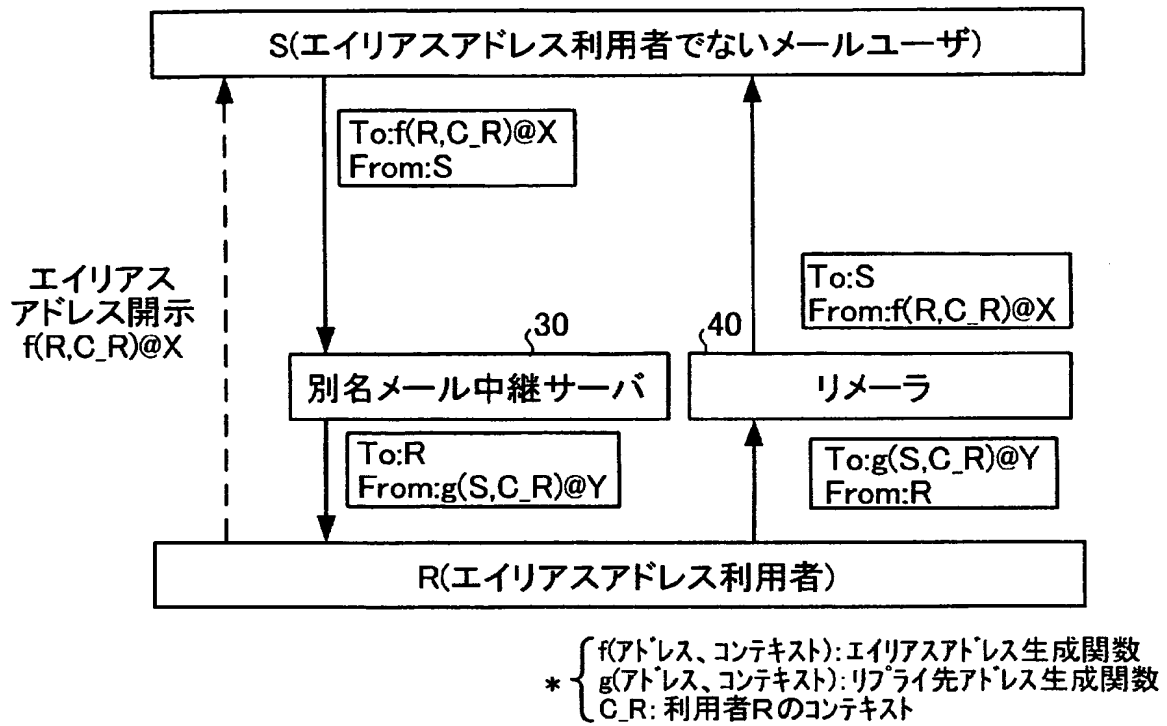 S(エイリアスアドレス利用者でないメールユーザ)
To:f(R,C_R)@X
From:S
エイリアス
アドレス開示
f(R,C_R)@X
To:S
From:f(R,C_R)@X
30
40
別名メール中継サーバ
リメーラ
To:R
From:g(S,C_R)@Y
To:g(S,C_R)@Y
From:R
R(エイリアスアドレス利用者)
* f(アドレス、コンテキスト):エイリアスアドレス生成関数
g(アドレス、コンテキスト):リプライ先アドレス生成関数
C_R:利用者Rのコンテキスト